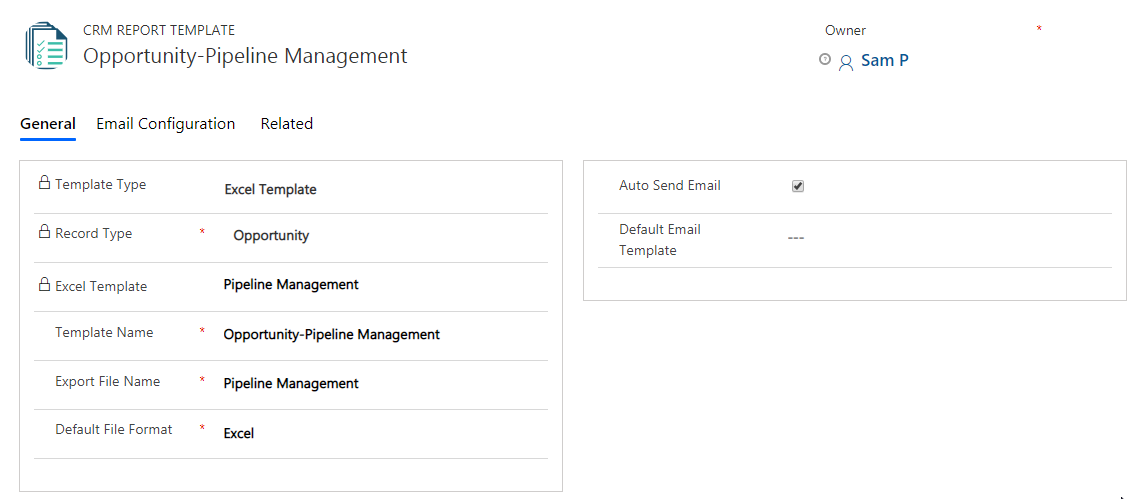 CRM REPORT TEMPLATE
Opportunity-Pipeline Management
Owner *
Sam P
General Email Configuration Related
Template Type Excel Template
Record Type * Opportunity
Excel Template Pipeline Management
Template Name * Opportunity-Pipeline Management
Export File Name * Pipeline Management
Default File Format * Excel
Auto Send Email
Default Email
Template
---